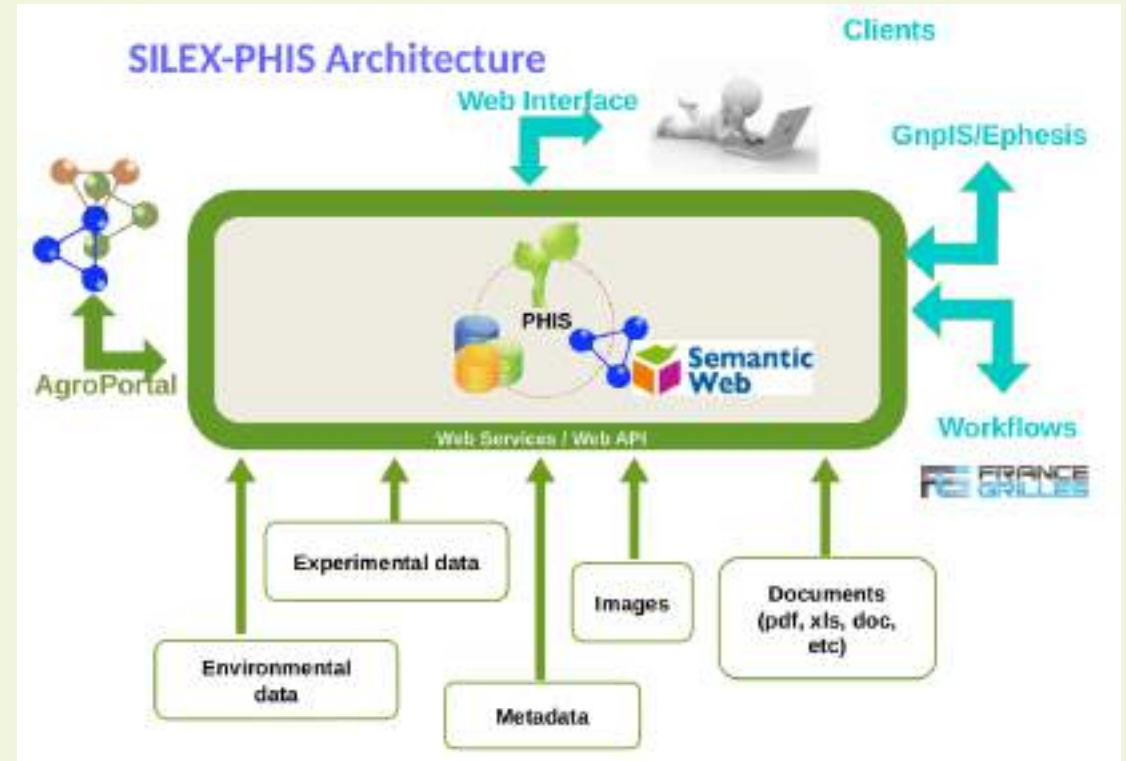 Clients
SILEX-PHIS Architecture
Web Interface
GnpIS/Ephesis
PHIS
Semantic
Web
AgroPortal
Web Services / Web API
Workflows
FRANCE
GRILLES
Experimental data
Images
Documents
(pdf, xls, doc,
etc)
Environmental
data
Metadata